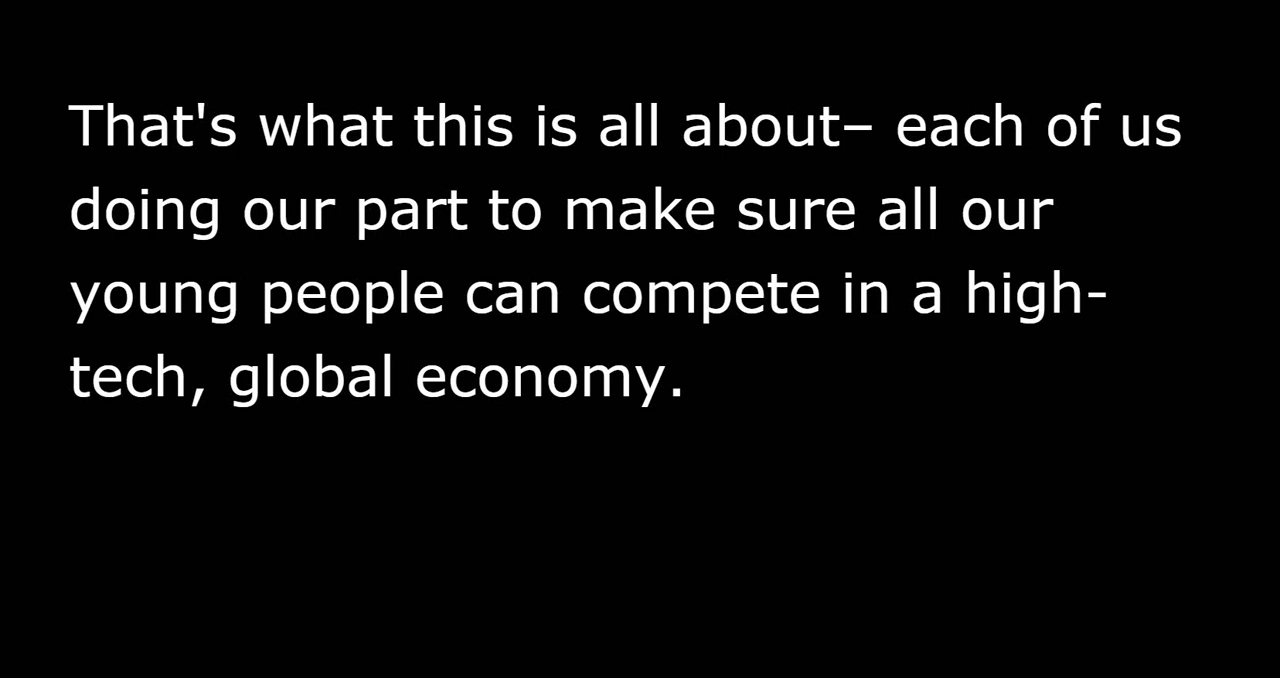 That's what this is all about– each of us
doing our part to make sure all our
young people can compete in a high-
tech, global economy.